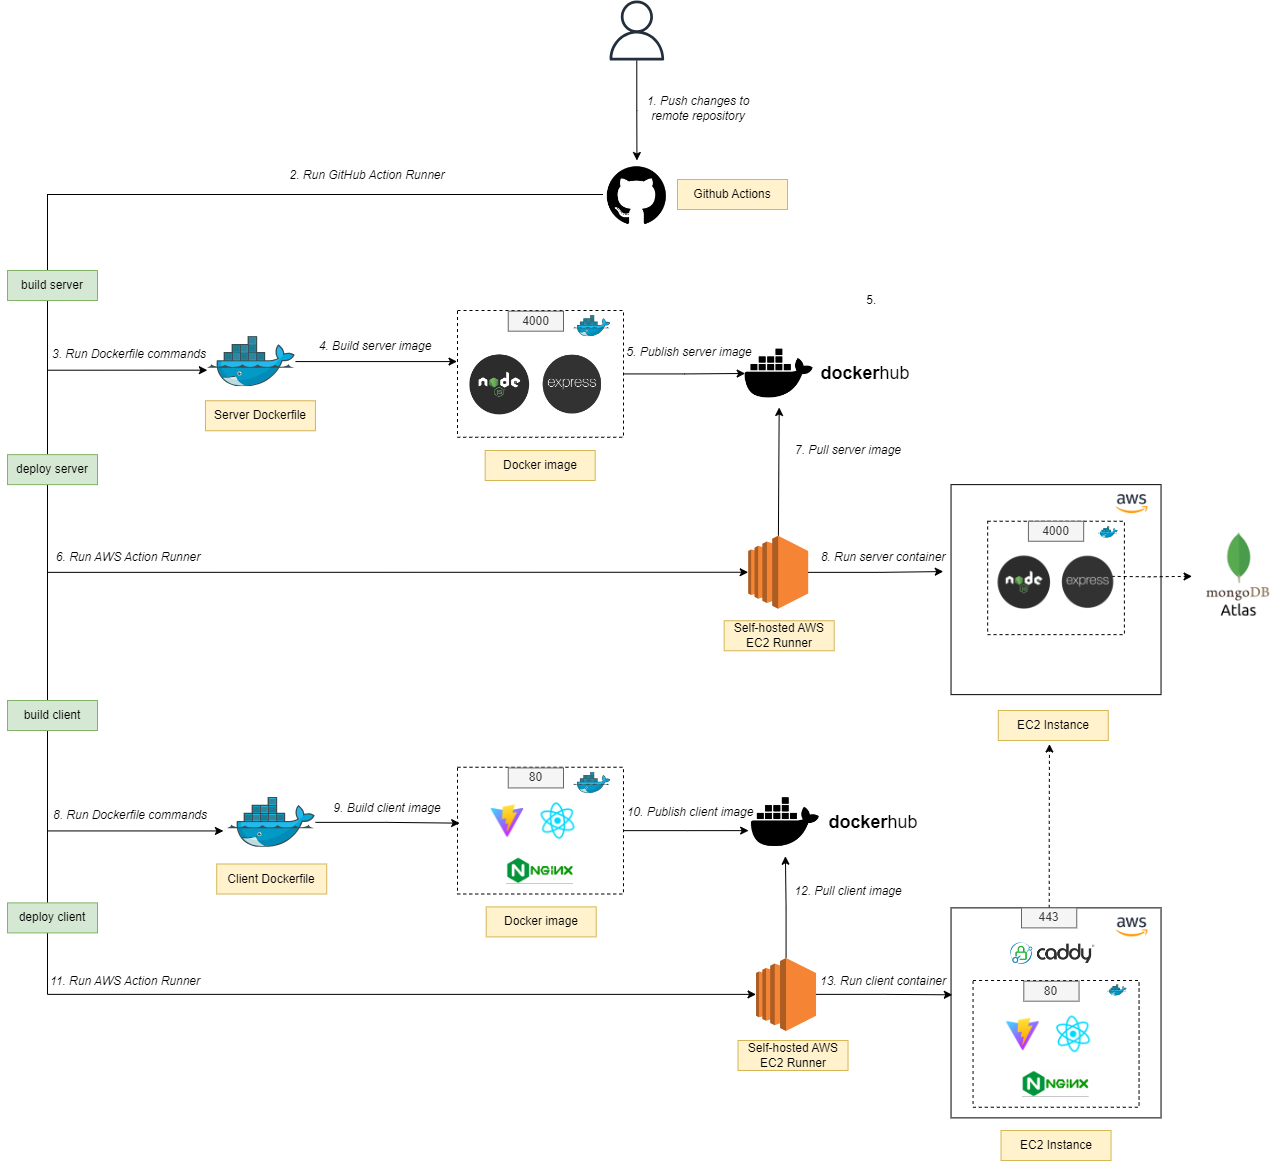 1. Push changes to
remote repository
2. Run GitHub Action Runner
Github Actions
build server
5.
4000
3. Run Dockerfile commands
4. Build server image
5. Publish server image
node
JS
express
dockerhub
Server Dockerfile
7. Pull server image
Docker image
deploy server
aws
4000
6. Run AWS Action Runner
8. Run server container
node
JS
express
mongoDB
Atlas
Self-hosted AWS
EC2 Runner
build client
EC2 Instance
80
8. Run Dockerfile commands
9. Build client image
10. Publish client image
dockerhub
NGINX
Client Dockerfile
12. Pull client image
deploy client
Docker image
443
aws
caddy
11. Run AWS Action Runner
13. Run client container
80
Self-hosted AWS
EC2 Runner
NGINX
EC2 Instance